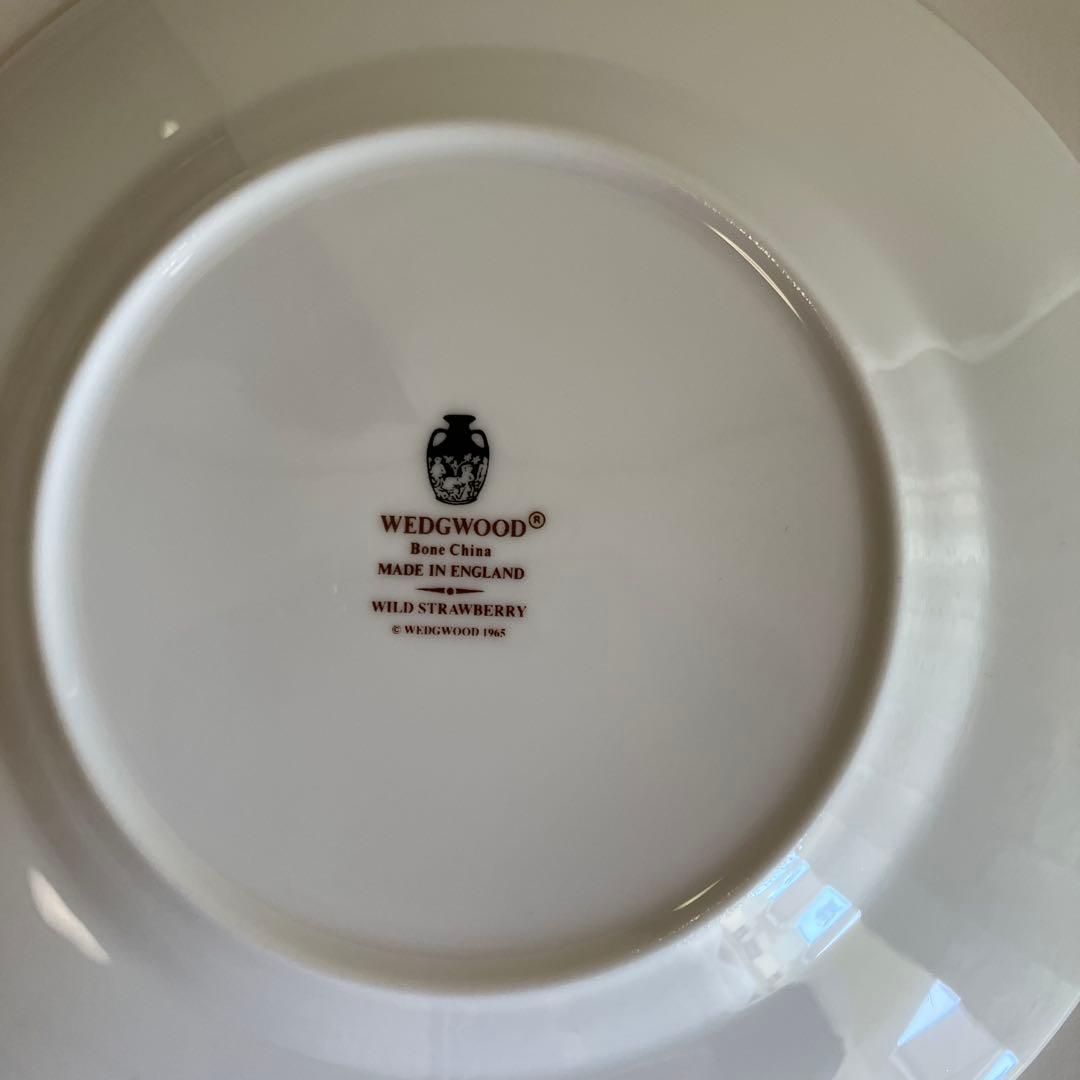 WEDGWOOD®
Bone China
MADE IN ENGLAND
WILD STRAWBERRY
© WEDGWOOD 1965